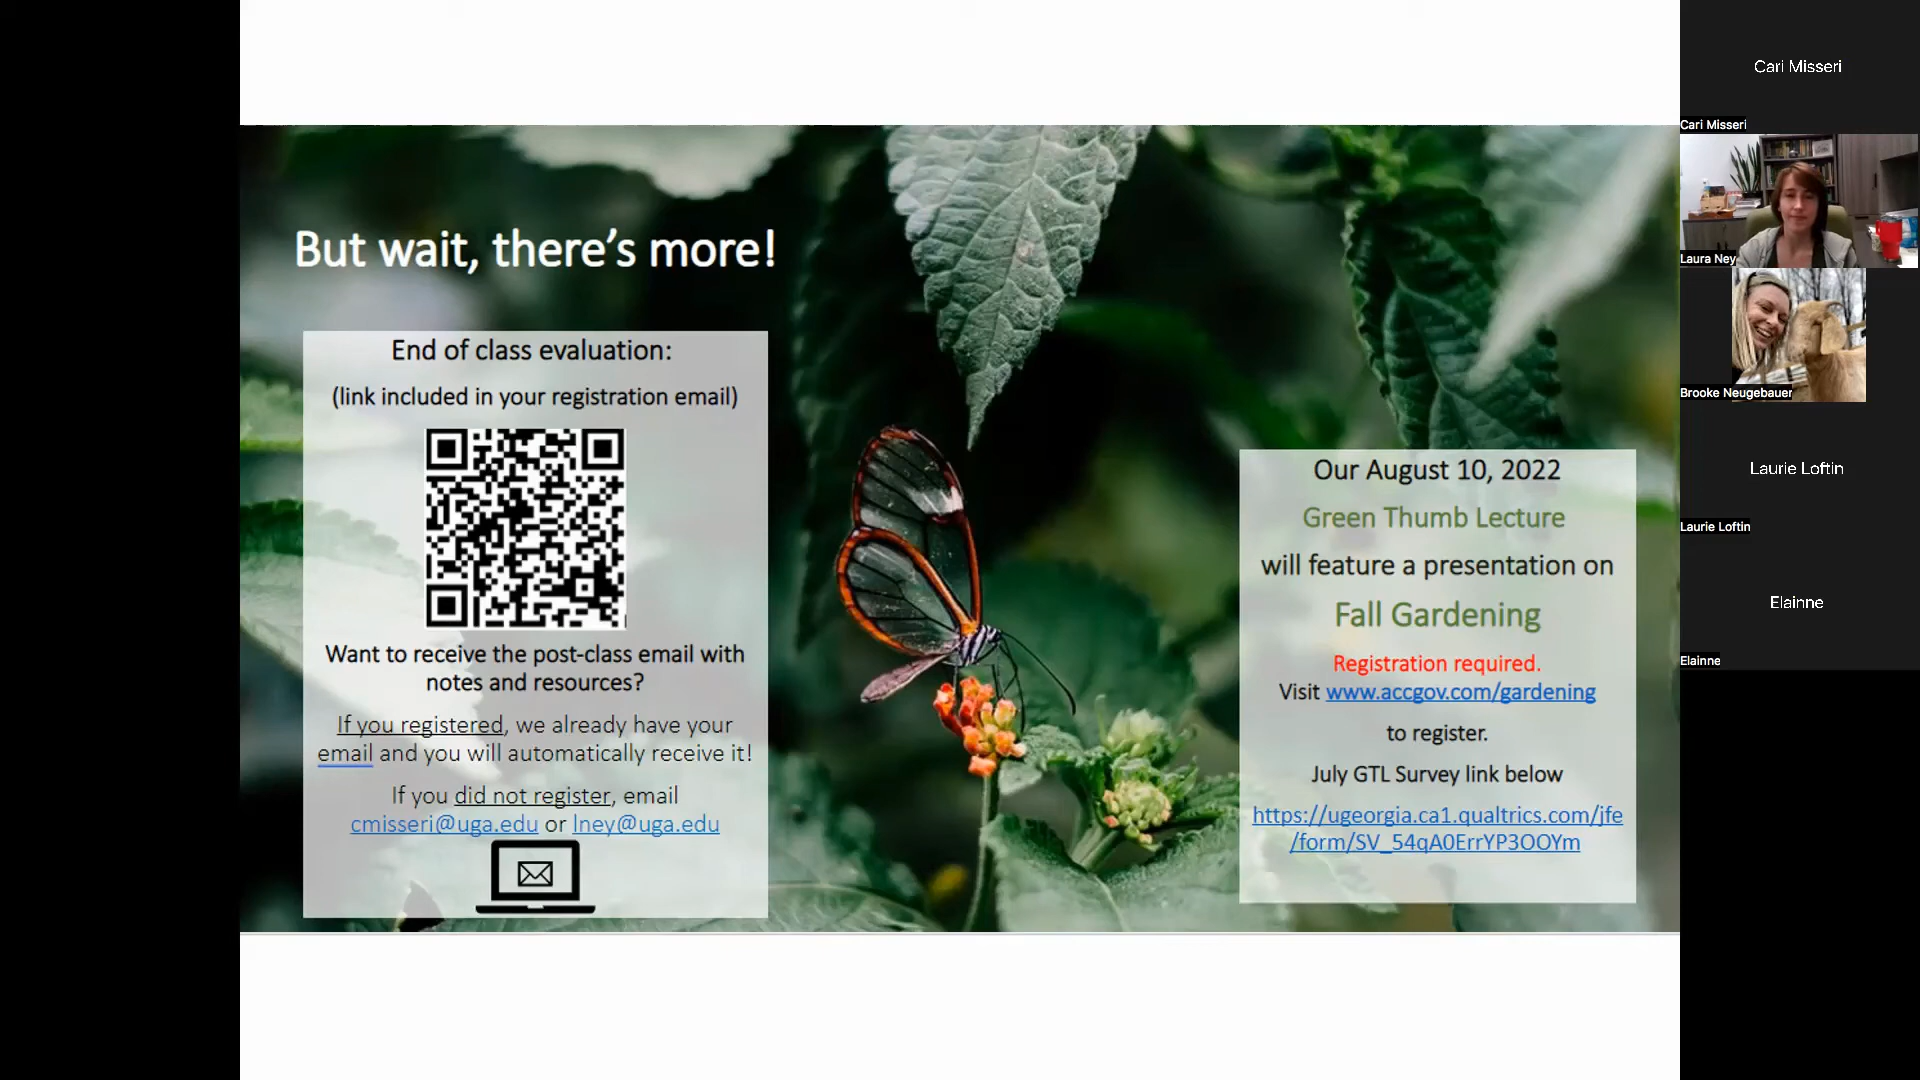 But wait, there's more!
End of class evaluation:
(link included in your registration email)
Want to receive the post-class email with
notes and resources?
If you registered, we already have your
email and you will automatically receive it!
If you did not register, email
cmisseri@uga.edu or lney@uga.edu
Our August 10, 2022
Green Thumb Lecture
will feature a presentation on
Fall Gardening
Registration required.
Visit www.accgov.com/gardening
to register.
July GTL Survey link below
https://ugeorgia.ca1.qualtrics.com/jfe
/form/SV_54qA0ErrYP3OOYm
Cari Misseri
Cari Misseri
Laura Ney
Brooke Neugebauer
Laurie Loftin
Laurie Loftin
Elainne
Elainne